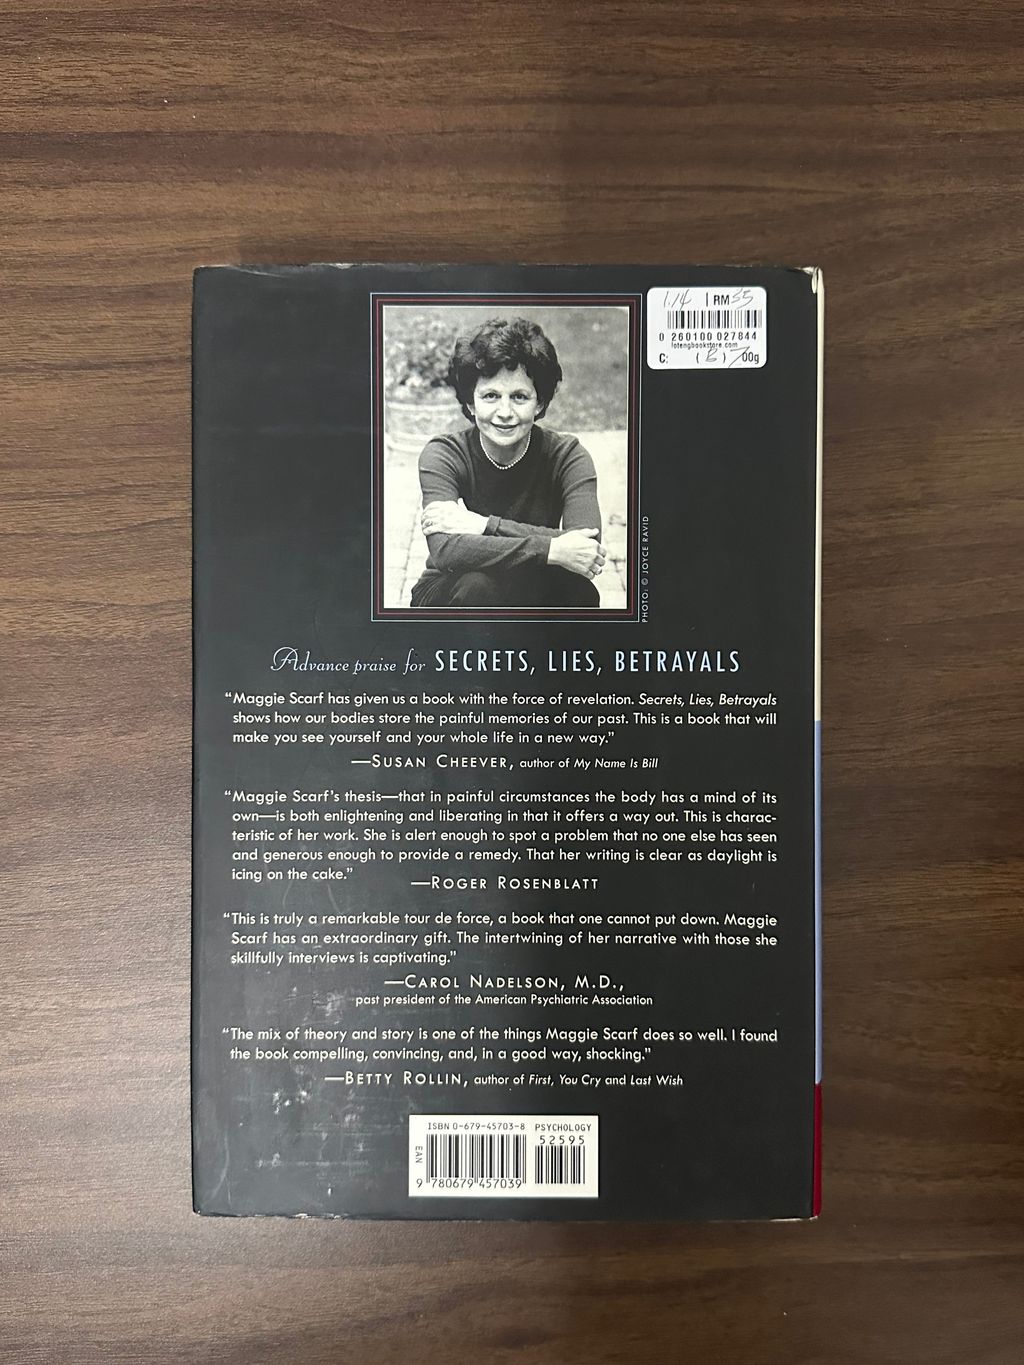 1.14 | RM 35
0 260100 027844
lotengbookstore.com
C: ( B ) 700g
PHOTO: © JOYCE RAVID
Advance praise for SECRETS, LIES, BETRAYALS
“Maggie Scarf has given us a book with the force of revelation. Secrets, Lies, Betrayals
shows how our bodies store the painful memories of our past. This is a book that will
make you see yourself and your whole life in a new way.”
—SUSAN CHEEVER, author of My Name Is Bill
“Maggie Scarf’s thesis—that in painful circumstances the body has a mind of its
own—is both enlightening and liberating in that it offers a way out. This is charac-
teristic of her work. She is alert enough to spot a problem that no one else has seen
and generous enough to provide a remedy. That her writing is clear as daylight is
icing on the cake.”
—ROGER ROSENBLATT
“This is truly a remarkable tour de force, a book that one cannot put down. Maggie
Scarf has an extraordinary gift. The intertwining of her narrative with those she
skillfully interviews is captivating.”
—CAROL NADELSON, M.D.,
past president of the American Psychiatric Association
“The mix of theory and story is one of the things Maggie Scarf does so well. I found
the book compelling, convincing, and, in a good way, shocking.”
—BETTY ROLLIN, author of First, You Cry and Last Wish
ISBN 0-679-45703-8 PSYCHOLOGY
52595
EAN
9 780679 457039